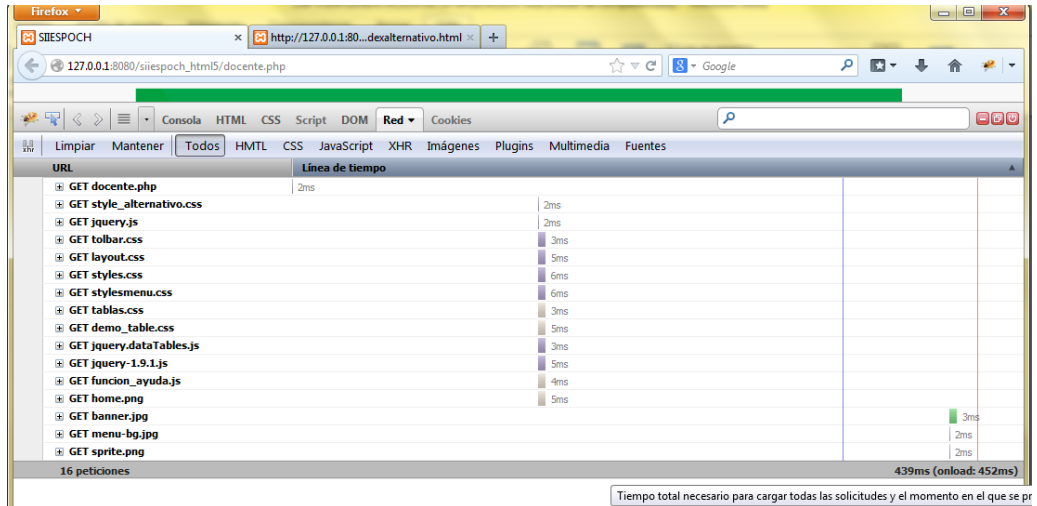 Firefox
SIIESPOCH × http://127.0.0.1:80...dexalternativo.html × +
127.0.0.1:8080/siiespoch_html5/docente.php Google
Consola HTML CSS Script DOM Red Cookies
xhr Limpiar Mantener Todos HMTL CSS JavaScript XHR Imágenes Plugins Multimedia Fuentes
URL Línea de tiempo
GET docente.php 2ms
GET style_alternativo.css 2ms
GET jquery.js 2ms
GET tolbar.css 3ms
GET layout.css 5ms
GET styles.css 6ms
GET stylesmenu.css 6ms
GET tablas.css 3ms
GET demo_table.css 5ms
GET jquery.dataTables.js 3ms
GET jquery-1.9.1.js 5ms
GET funcion_ayuda.js 4ms
GET home.png 5ms
GET banner.jpg 3ms
GET menu-bg.jpg 2ms
GET sprite.png 2ms
16 peticiones 439ms (onload: 452ms)
Tiempo total necesario para cargar todas las solicitudes y el momento en el que se pr